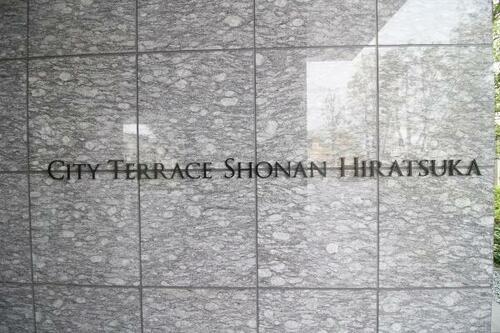 City Terrace Shonan Hiratsuka